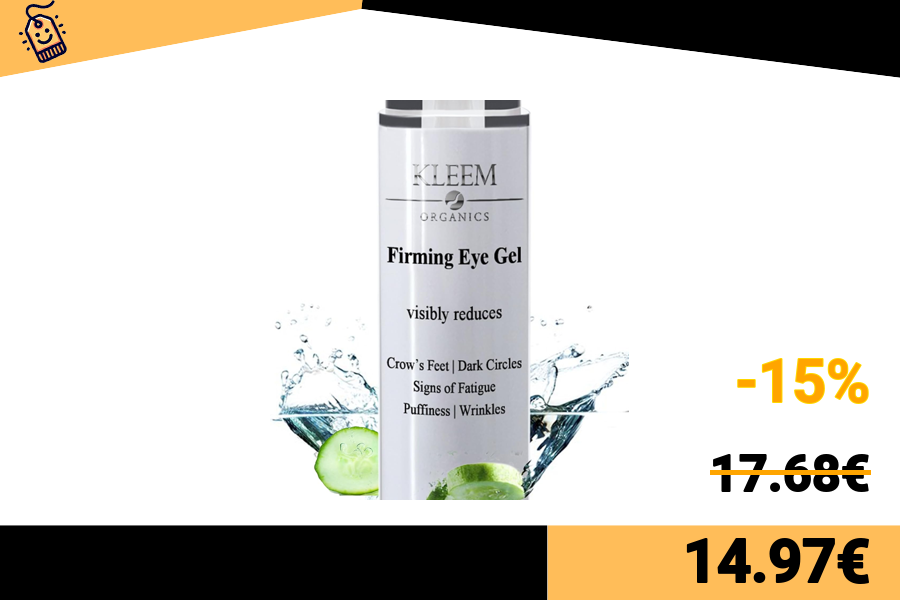 KLEEM
ORGANICS
Firming Eye Gel
visibly reduces
Crow's Feet | Dark Circles
Signs of Fatigue
Puffiness | Wrinkles
-15%
17.68€
14.97€